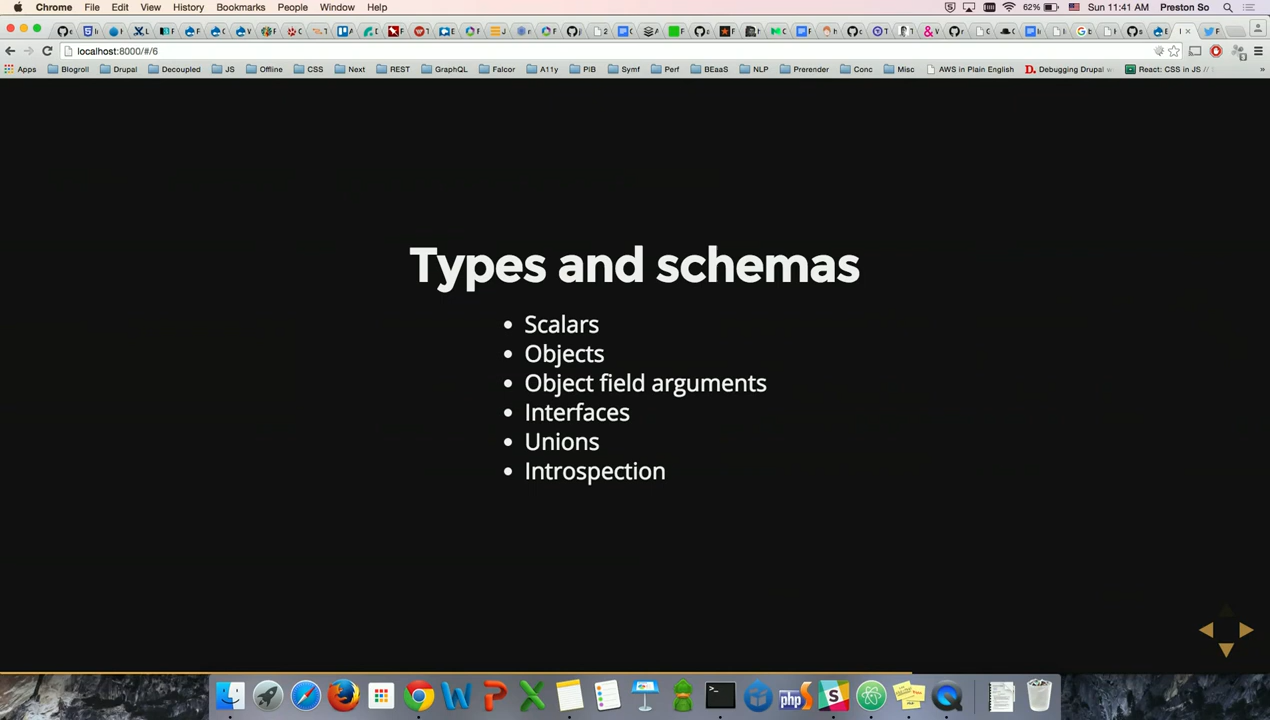 Chrome File Edit View History Bookmarks People Window Help 62% Sun 11:41 AM Preston So
localhost:8000/#/6
Apps Blogroll Drupal Decoupled JS Offline CSS Next REST GraphQL Falcor A11y PIB Symf Perf BEaaS NLP Prerender Conc Misc AWS in Plain English Debugging Drupal React: CSS in JS //
Types and schemas
• Scalars
• Objects
• Object field arguments
• Interfaces
• Unions
• Introspection
php